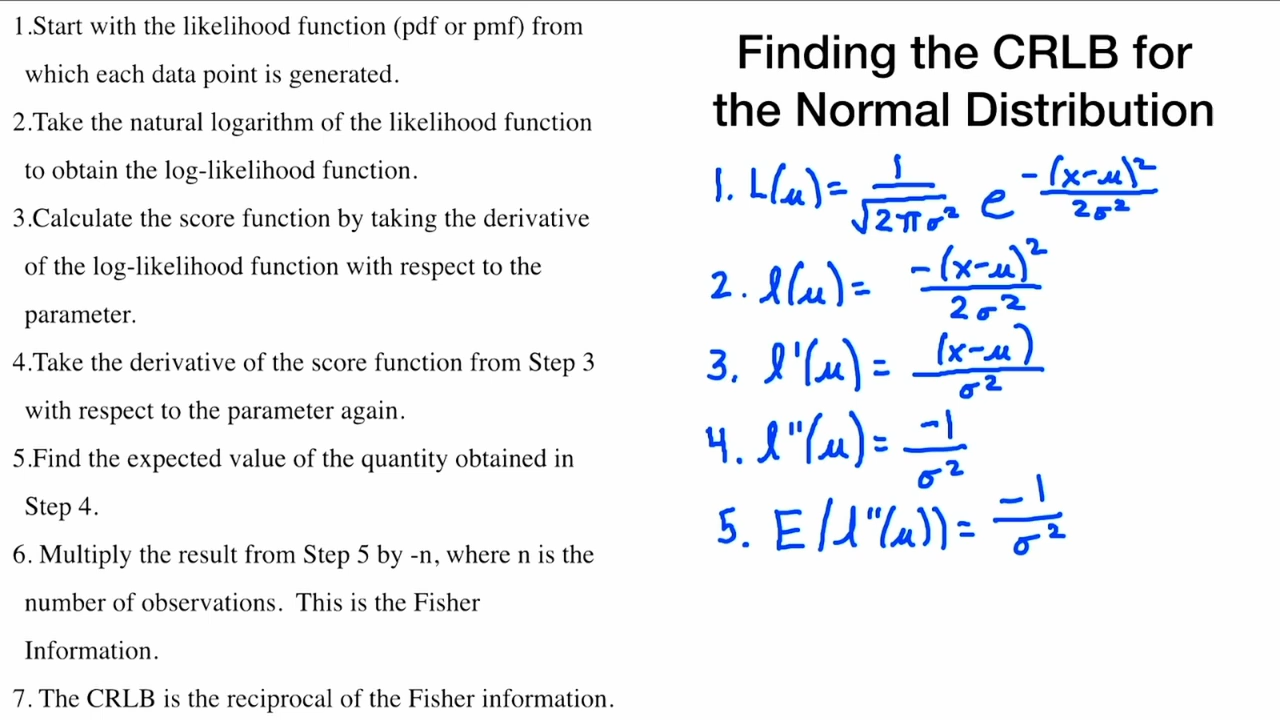 1.Start with the likelihood function (pdf or pmf) from
which each data point is generated.
2.Take the natural logarithm of the likelihood function
to obtain the log-likelihood function.
3.Calculate the score function by taking the derivative
of the log-likelihood function with respect to the
parameter.
4.Take the derivative of the score function from Step 3
with respect to the parameter again.
5.Find the expected value of the quantity obtained in
Step 4.
6. Multiply the result from Step 5 by -n, where n is the
number of observations.  This is the Fisher
Information.
7. The CRLB is the reciprocal of the Fisher information.
Finding the CRLB for
the Normal Distribution
1. L(μ) = 1/√2πσ² e^(-(x-μ)²/2σ²)
2. l(μ) = -(x-μ)²/2σ²
3. l'(μ) = (x-μ)/σ²
4. l''(μ) = -1/σ²
5. E(l''(μ)) = -1/σ²